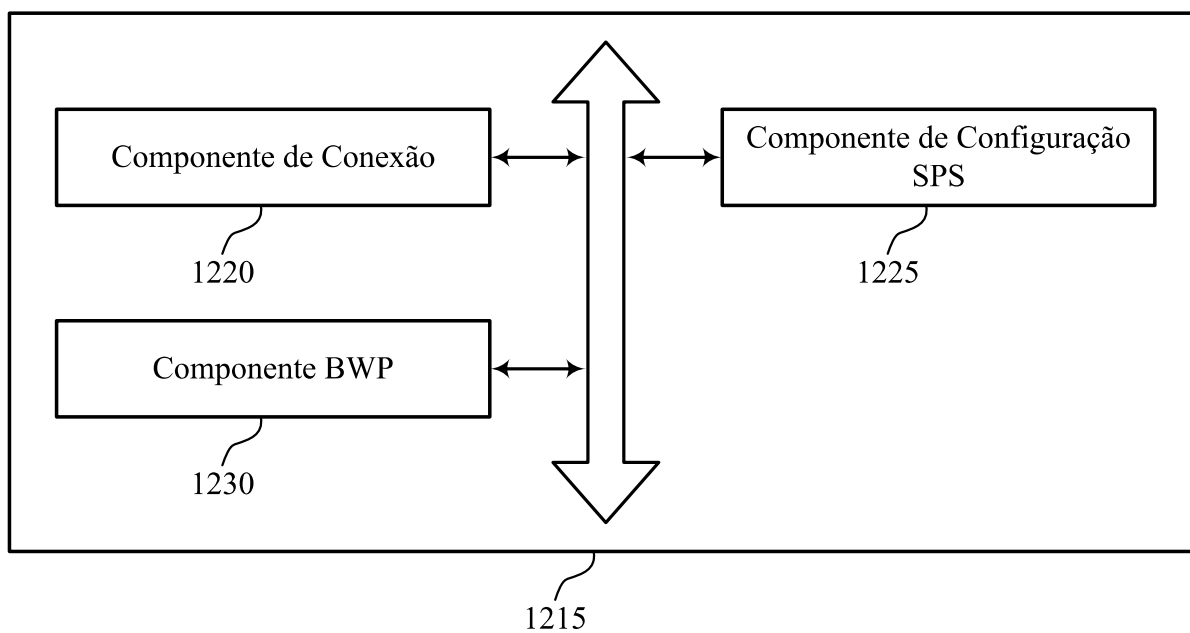 Componente de Conexão
Componente de Configuração
SPS
1220
1225
Componente BWP
1230
1215